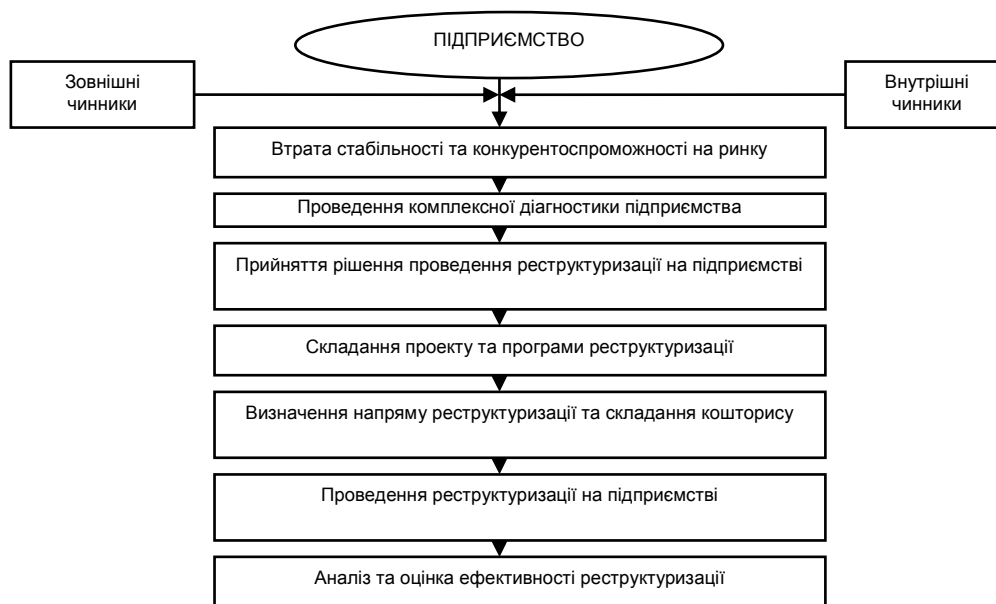 ПІДПРИЄМСТВО
Зовнішні
чинники
Внутрішні
чинники
Втрата стабільності та конкурентоспроможності на ринку
Проведення комплексної діагностики підприємства
Прийняття рішення проведення реструктуризації на підприємстві
Складання проекту та програми реструктуризації
Визначення напряму реструктуризації та складання кошторису
Проведення реструктуризації на підприємстві
Аналіз та оцінка ефективності реструктуризації